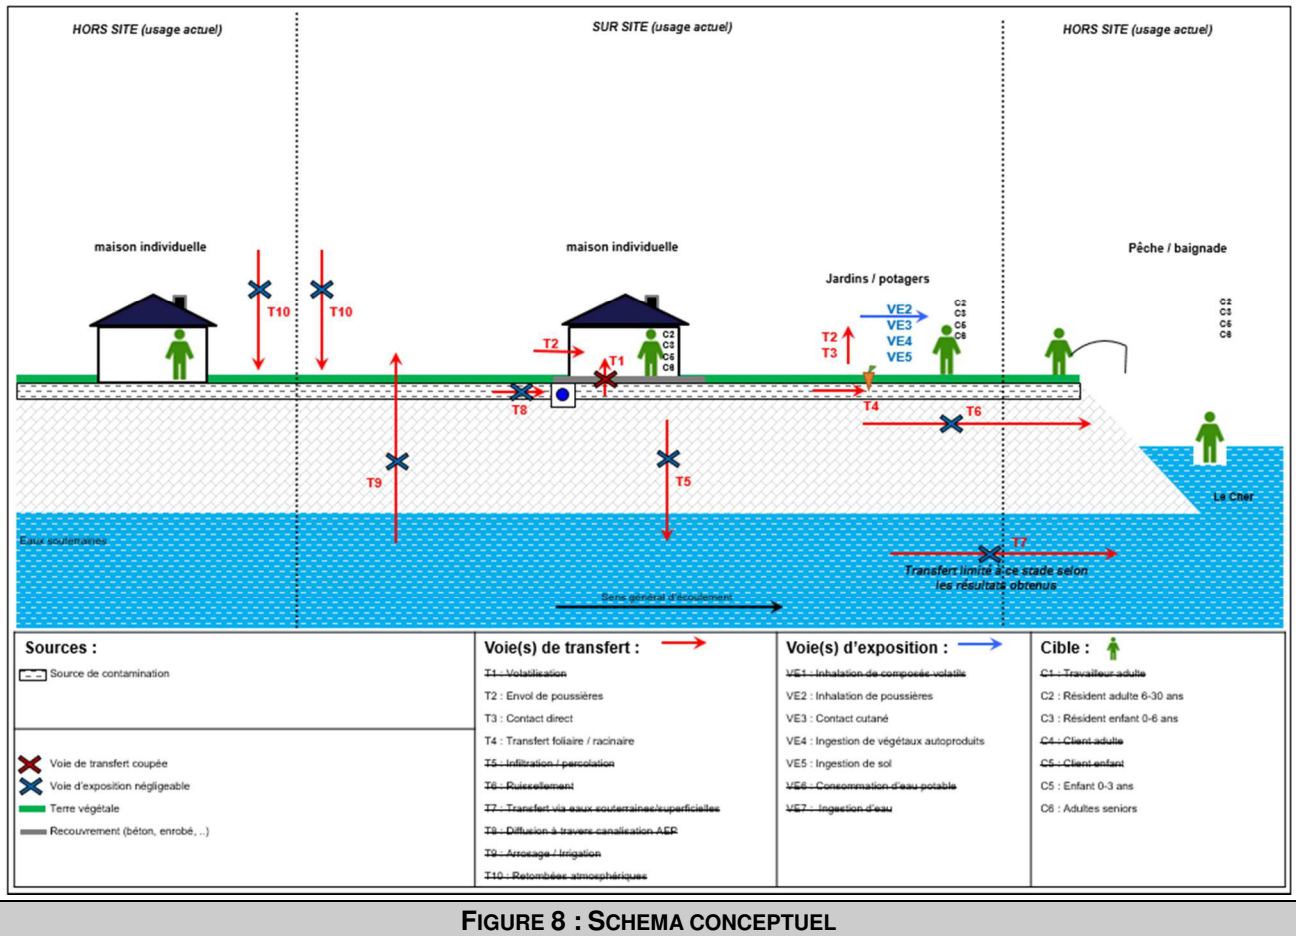 HORS SITE (usage actuel)
SUR SITE (usage actuel)
HORS SITE (usage actuel)
maison individuelle
maison individuelle
Pêche / baignade
Jardins / potagers
T10
T10
T2
T1
C2
C3
C5
C6
T2
T3
VE2
VE3
VE4
VE5
C2
C3
C5
C6
C2
C3
C5
C6
T8
T4
T6
T9
T5
Le Cher
Eaux souterraines
T7
Transfert limité à ce stade selon
les résultats obtenus
Sens général d'écoulement
Sources :
Source de contamination
Voie de transfert coupée
Voie d'exposition négligeable
Terre végétale
Recouvrement (béton, enrobé, ..)
Voie(s) de transfert :
T1 : Volatilisation
T2 : Envol de poussières
T3 : Contact direct
T4 : Transfert foliaire / racinaire
T5 : Infiltration / percolation
T6 : Ruissellement
T7 : Transfert via eaux souterraines/superficielles
T8 : Diffusion à travers canalisation AEP
T9 : Arrosage / Irrigation
T10 : Retombées atmosphériques
Voie(s) d'exposition :
VE1 : Inhalation de composés volatils
VE2 : Inhalation de poussières
VE3 : Contact cutané
VE4 : Ingestion de végétaux autoproduits
VE5 : Ingestion de sol
VE6 : Consommation d'eau potable
VE7 : Ingestion d'eau
Cible :
C1 : Travailleur adulte
C2 : Résident adulte 6-30 ans
C3 : Résident enfant 0-6 ans
C4 : Client adulte
C5 : Client enfant
C5 : Enfant 0-3 ans
C6 : Adultes seniors
FIGURE 8 : SCHEMA CONCEPTUEL